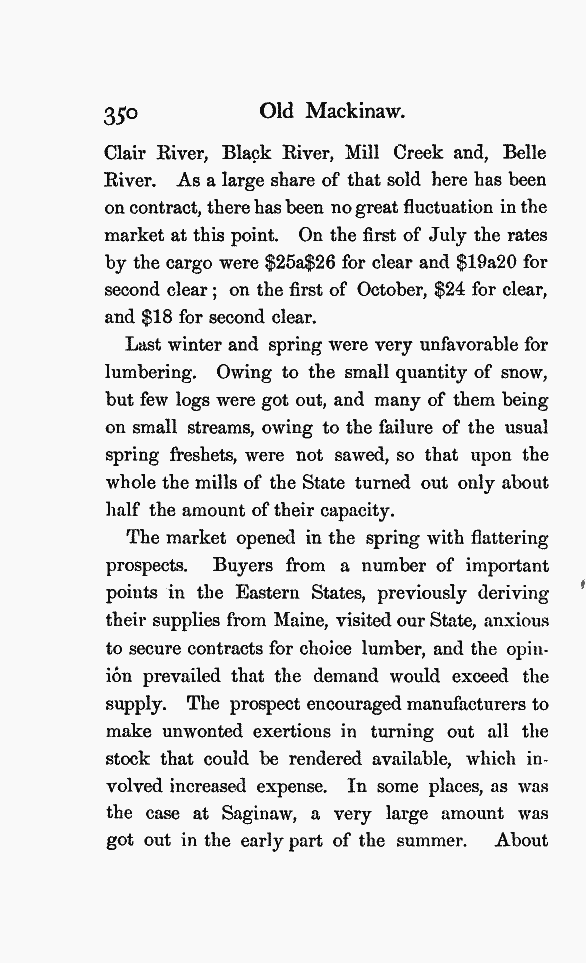 350 Old Mackinaw.
Clair River, Black River, Mill Creek and, Belle
River. As a large share of that sold here has been
on contract, there has been no great fluctuation in the
market at this point. On the first of July the rates
by the cargo were $25a$26 for clear and $19a20 for
second clear; on the first of October, $24 for clear,
and $18 for second clear.
Last winter and spring were very unfavorable for
lumbering. Owing to the small quantity of snow,
but few logs were got out, and many of them being
on small streams, owing to the failure of the usual
spring freshets, were not sawed, so that upon the
whole the mills of the State turned out only about
half the amount of their capacity.
The market opened in the spring with flattering
prospects. Buyers from a number of important
points in the Eastern States, previously deriving
their supplies from Maine, visited our State, anxious
to secure contracts for choice lumber, and the opin-
ion prevailed that the demand would exceed the
supply. The prospect encouraged manufacturers to
make unwonted exertions in turning out all the
stock that could be rendered available, which in-
volved increased expense. In some places, as was
the case at Saginaw, a very large amount was
got out in the early part of the summer. About